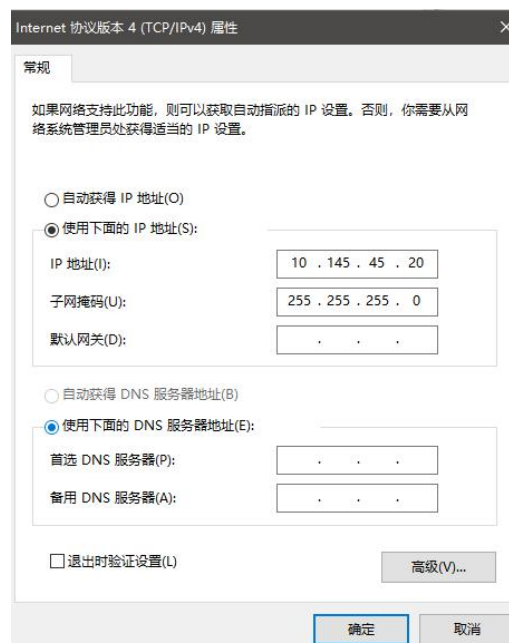 Internet 协议版本 4 (TCP/IPv4) 属性
常规
如果网络支持此功能，则可以获取自动指派的 IP 设置。否则，你需要从网
络系统管理员处获得适当的 IP 设置。
自动获得 IP 地址(O)
使用下面的 IP 地址(S):
IP 地址(I):
10 . 145 . 45 . 20
子网掩码(U):
255 . 255 . 255 . 0
默认网关(D):
. . .
自动获得 DNS 服务器地址(B)
使用下面的 DNS 服务器地址(E):
首选 DNS 服务器(P):
. . .
备用 DNS 服务器(A):
. . .
退出时验证设置(L)
高级(V)...
确定
取消